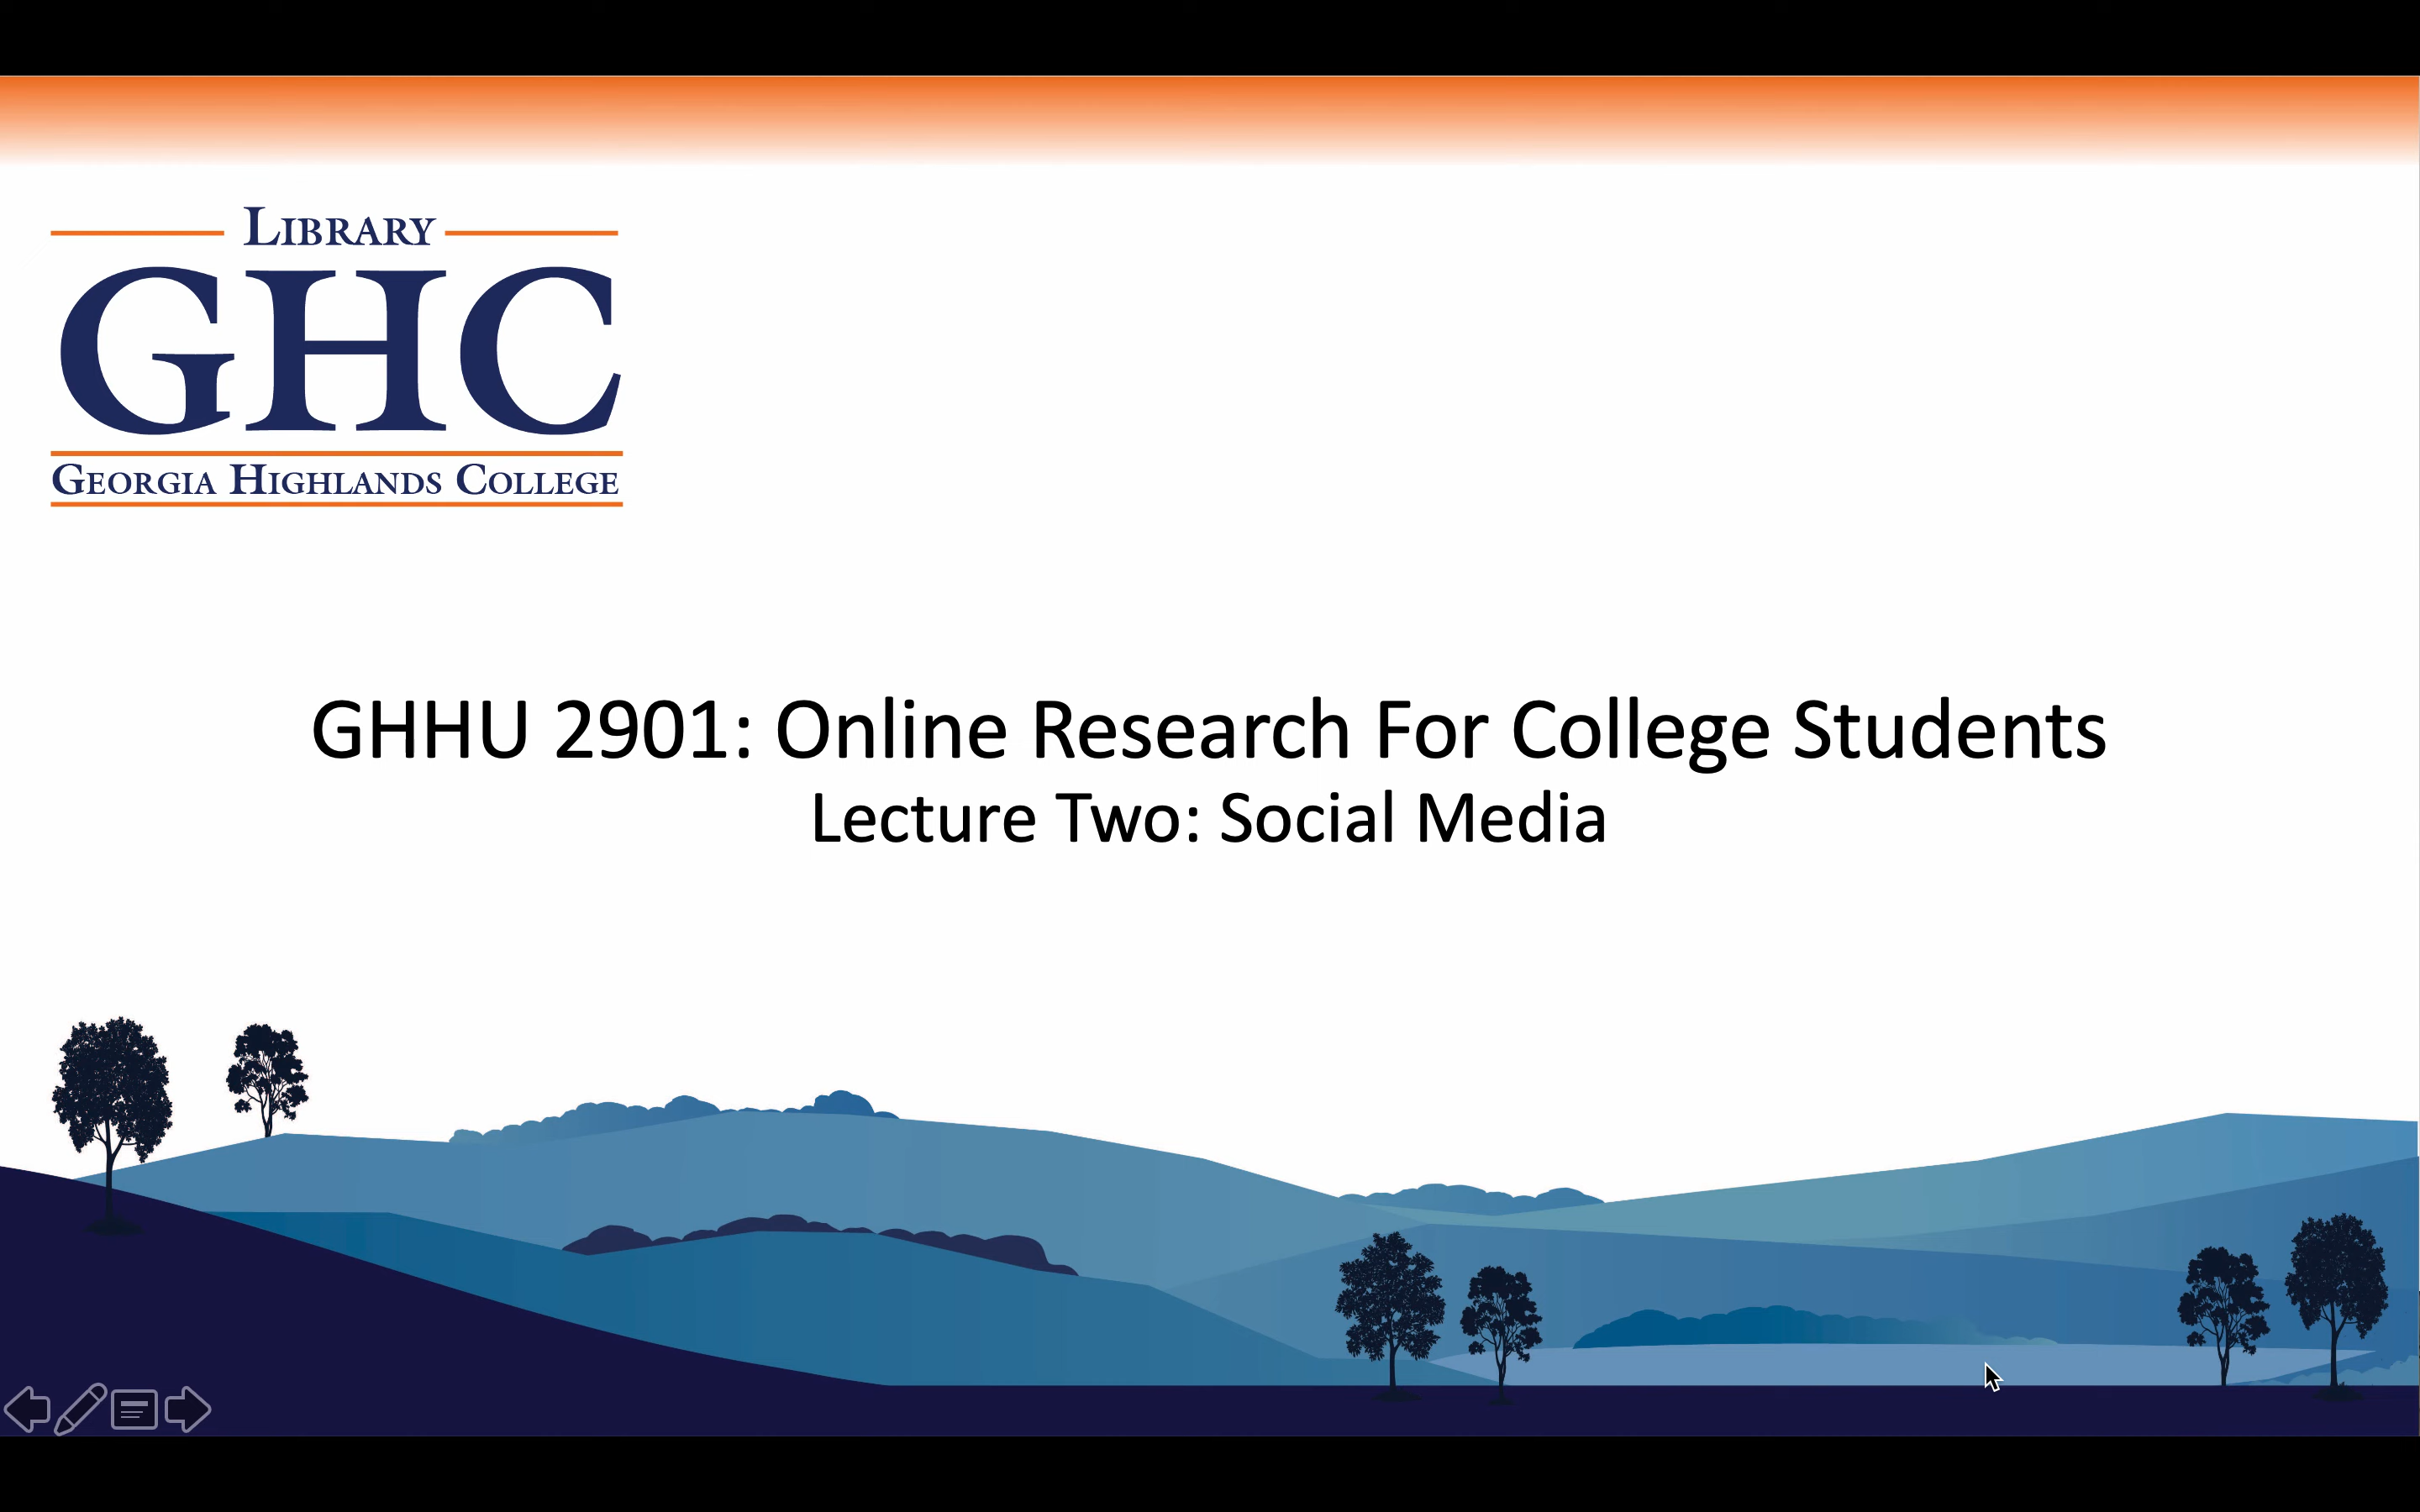 LIBRARY
GHC
GEORGIA HIGHLANDS COLLEGE
GHHU 2901: Online Research For College Students
Lecture Two: Social Media